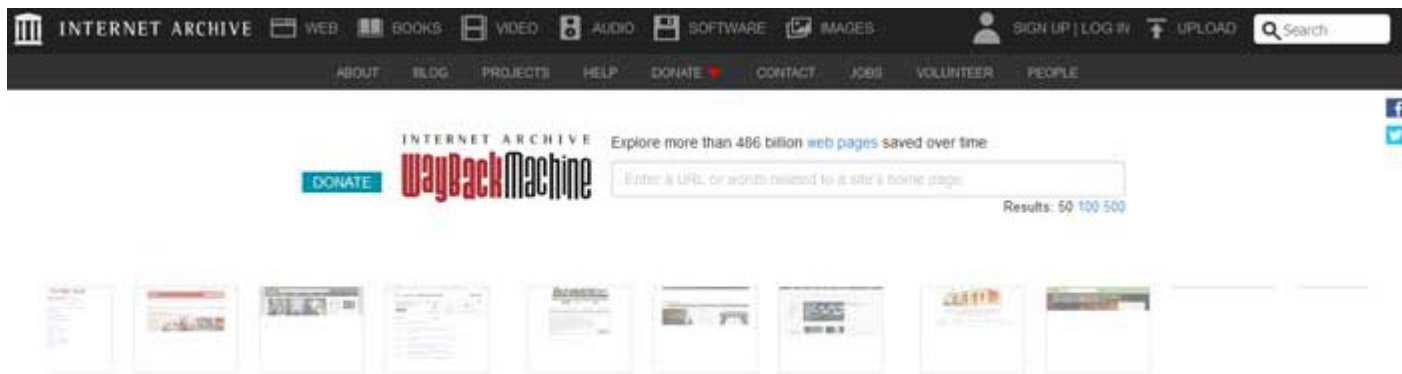 INTERNET ARCHIVE WEB BOOKS VIDEO AUDIO SOFTWARE IMAGES SIGN UP | LOG IN UPLOAD Search
ABOUT BLOG PROJECTS HELP DONATE CONTACT JOBS VOLUNTEER PEOPLE
INTERNET ARCHIVE
WayBackMachine
Explore more than 486 billion web pages saved over time
DONATE
Enter a URL or words related to a site's home page
Results: 50 100 500